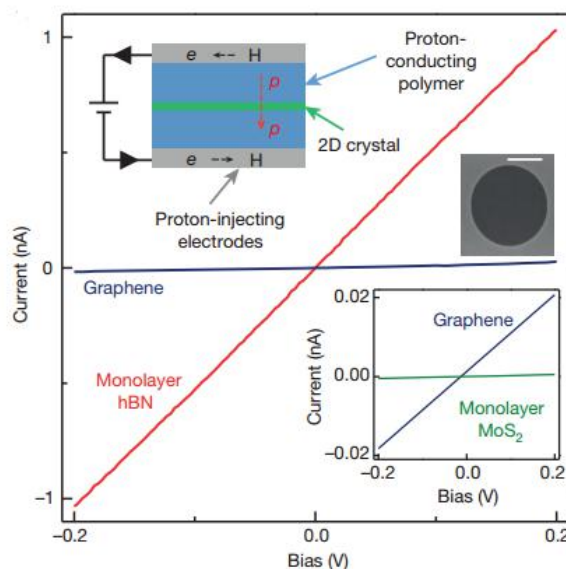 1
e
H
p
p
e
H
Proton-
conducting
polymer
2D crystal
Proton-injecting
electrodes
Current (nA)
0
Graphene
Monolayer
hBN
−1
−0.2
0.0
0.2
Bias (V)
0.02
0.00
−0.02
Current (nA)
Graphene
Monolayer
MoS₂
−0.2
0.0
0.2
Bias (V)